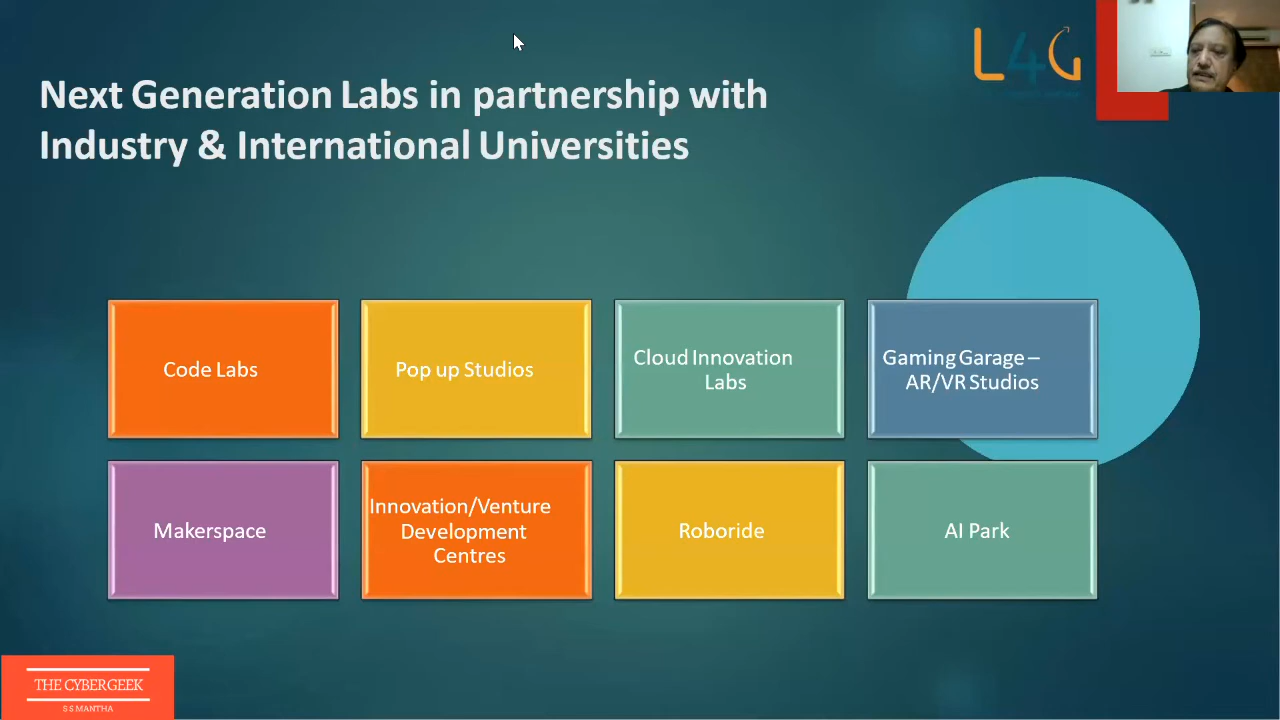 L4G
Next Generation Labs in partnership with
Industry & International Universities
Code Labs
Pop up Studios
Cloud Innovation
Labs
Gaming Garage –
AR/VR Studios
Makerspace
Innovation/Venture
Development
Centres
Roboride
AI Park
THE CYBERGEEK
S S MANTHA